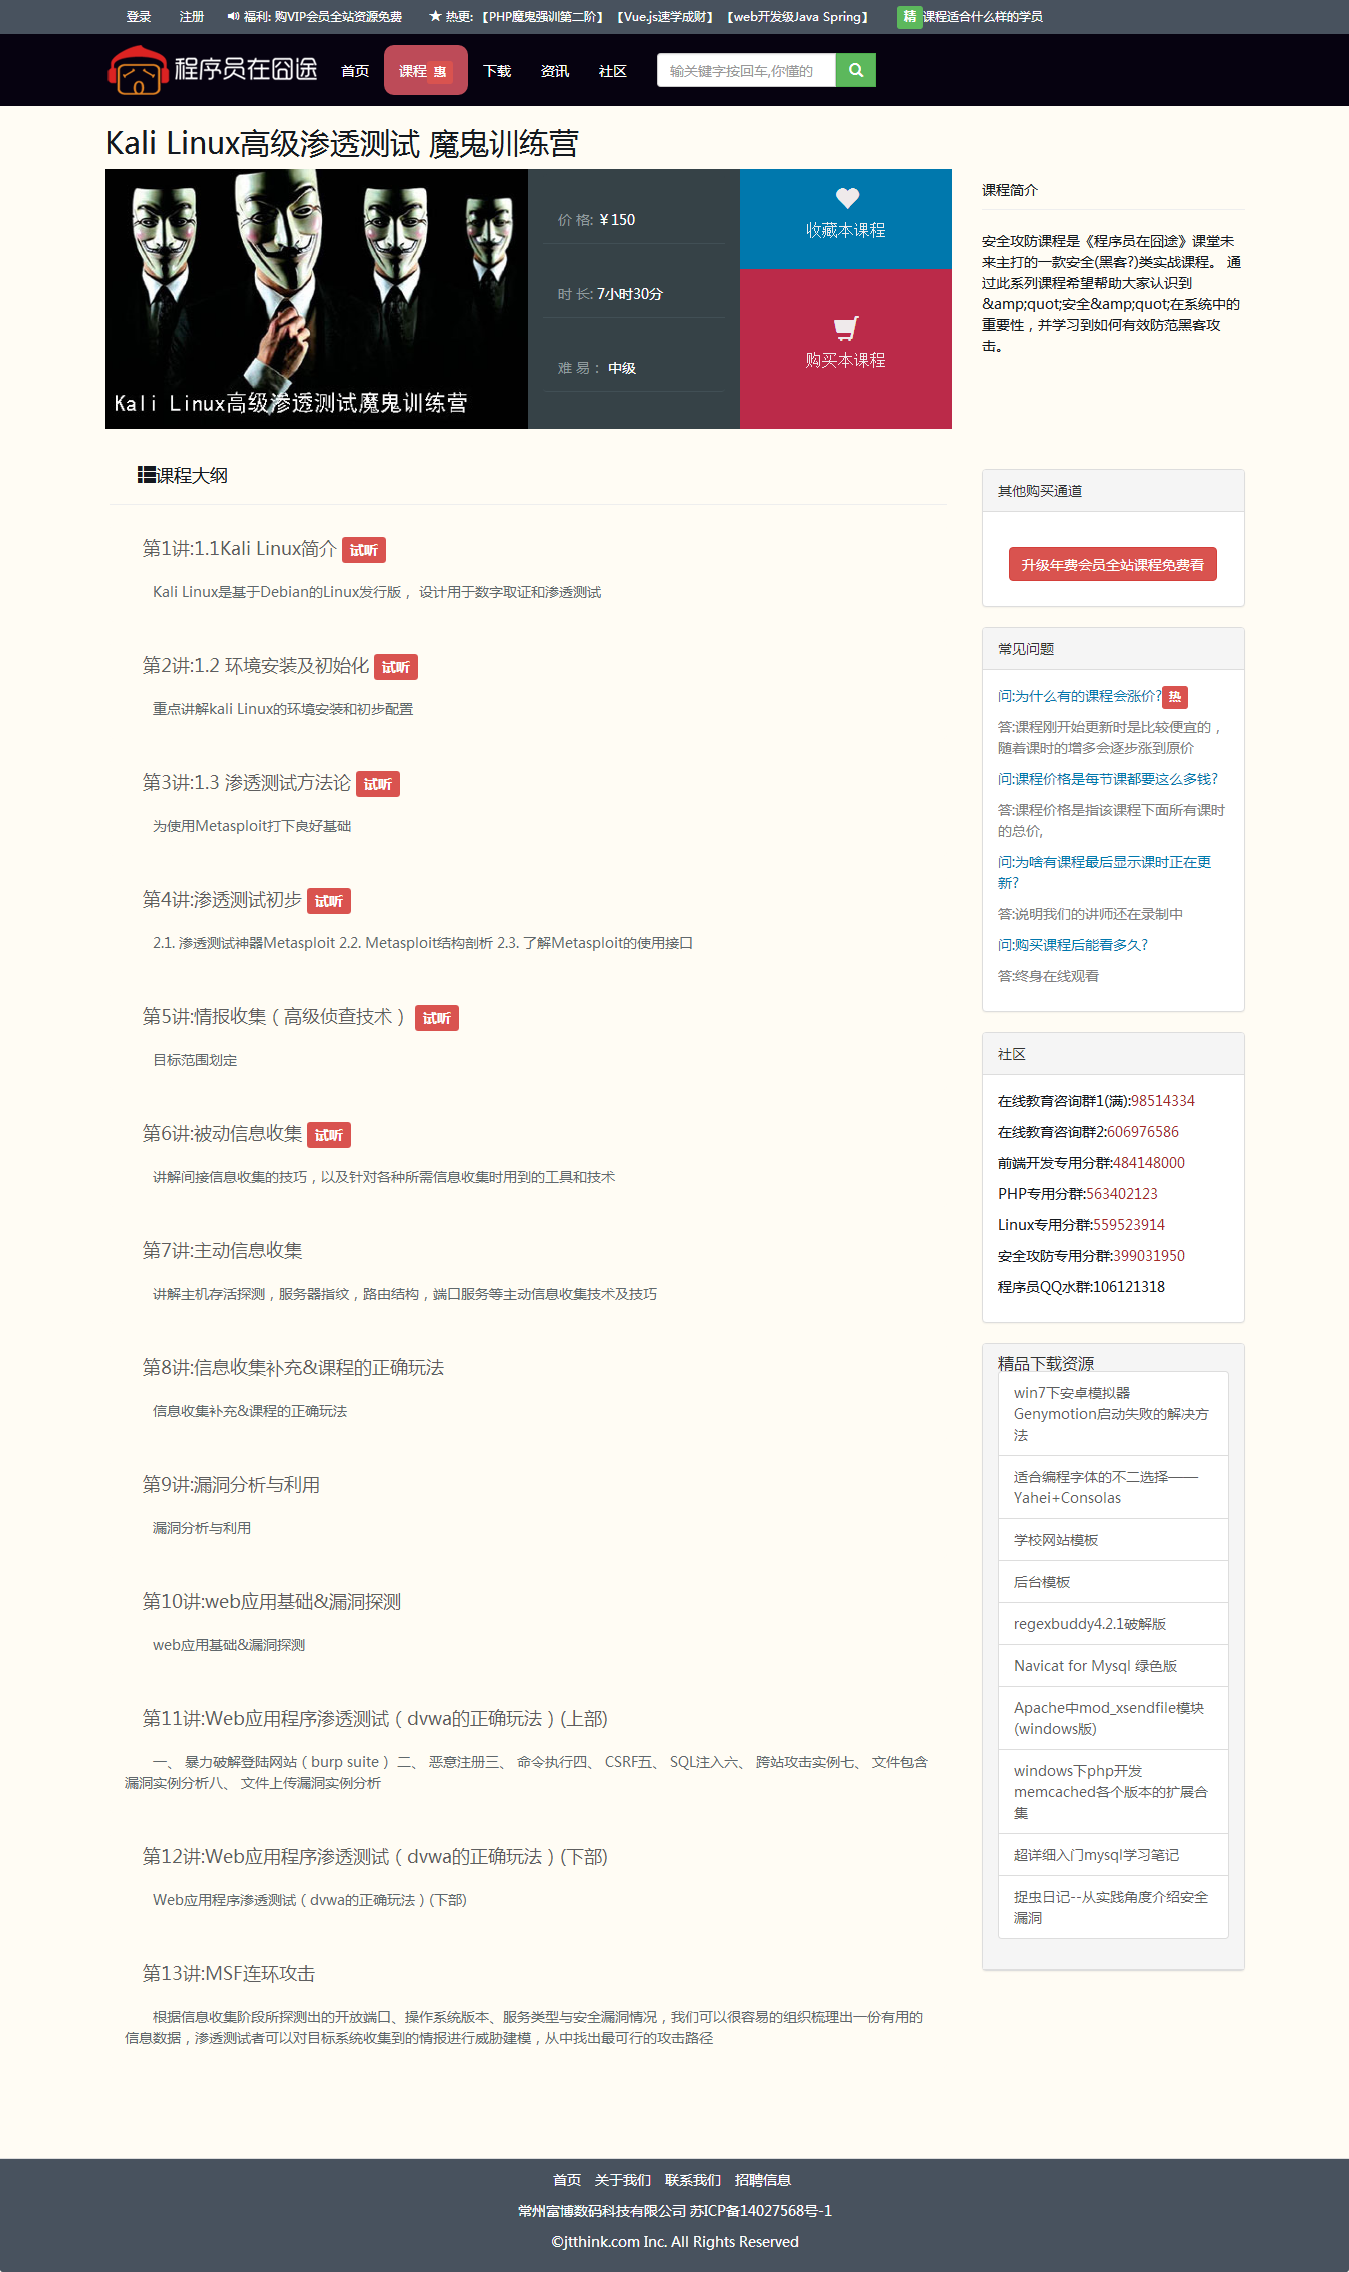 登录 注册 福利: 购VIP会员全站资源免费 ★ 热更: 【PHP魔鬼强训第二阶】 【Vue.js速学成财】 【web开发级Java Spring】 精 课程适合什么样的学员
程序员在囧途 首页 课程 惠 下载 资讯 社区 输关键字按回车,你懂的
Kali Linux高级渗透测试 魔鬼训练营
Kali Linux高级渗透测试魔鬼训练营
价 格: ￥150
时 长: 7小时30分
难 易： 中级
收藏本课程
购买本课程
课程简介
安全攻防课程是《程序员在囧途》课堂未
来主打的一款安全(黑客?)类实战课程。 通
过此系列课程希望帮助大家认识到
&amp;quot;安全&amp;quot;在系统中的
重要性，并学习到如何有效防范黑客攻
击。
课程大纲
第1讲:1.1Kali Linux简介 试听
Kali Linux是基于Debian的Linux发行版， 设计用于数字取证和渗透测试
第2讲:1.2 环境安装及初始化 试听
重点讲解kali Linux的环境安装和初步配置
第3讲:1.3 渗透测试方法论 试听
为使用Metasploit打下良好基础
第4讲:渗透测试初步 试听
2.1. 渗透测试神器Metasploit 2.2. Metasploit结构剖析 2.3. 了解Metasploit的使用接口
第5讲:情报收集（高级侦查技术） 试听
目标范围划定
第6讲:被动信息收集 试听
讲解间接信息收集的技巧，以及针对各种所需信息收集时用到的工具和技术
第7讲:主动信息收集
讲解主机存活探测，服务器指纹，路由结构，端口服务等主动信息收集技术及技巧
第8讲:信息收集补充&课程的正确玩法
信息收集补充&课程的正确玩法
第9讲:漏洞分析与利用
漏洞分析与利用
第10讲:web应用基础&漏洞探测
web应用基础&漏洞探测
第11讲:Web应用程序渗透测试（dvwa的正确玩法）(上部)
一、 暴力破解登陆网站（burp suite） 二、 恶意注册三、 命令执行四、 CSRF五、 SQL注入六、 跨站攻击实例七、 文件包含
漏洞实例分析八、 文件上传漏洞实例分析
第12讲:Web应用程序渗透测试（dvwa的正确玩法）(下部)
Web应用程序渗透测试（dvwa的正确玩法）(下部)
第13讲:MSF连环攻击
根据信息收集阶段所探测出的开放端口、操作系统版本、服务类型与安全漏洞情况，我们可以很容易的组织梳理出一份有用的
信息数据，渗透测试者可以对目标系统收集到的情报进行威胁建模，从中找出最可行的攻击路径
其他购买通道
升级年费会员全站课程免费看
常见问题
问:为什么有的课程会涨价? 热
答:课程刚开始更新时是比较便宜的，
随着课时的增多会逐步涨到原价
问:课程价格是每节课都要这么多钱?
答:课程价格是指该课程下面所有课时
的总价,
问:为啥有课程最后显示课时正在更
新?
答:说明我们的讲师还在录制中
问:购买课程后能看多久?
答:终身在线观看
社区
在线教育咨询群1(满):98514334
在线教育咨询群2:606976586
前端开发专用分群:484148000
PHP专用分群:563402123
Linux专用分群:559523914
安全攻防专用分群:399031950
程序员QQ水群:106121318
精品下载资源
win7下安卓模拟器
Genymotion启动失败的解决方
法
适合编程字体的不二选择——
Yahei+Consolas
学校网站模板
后台模板
regexbuddy4.2.1破解版
Navicat for Mysql 绿色版
Apache中mod_xsendfile模块
(windows版)
windows下php开发
memcached各个版本的扩展合
集
超详细入门mysql学习笔记
捉虫日记--从实践角度介绍安全
漏洞
首页 关于我们 联系我们 招聘信息
常州富博数码科技有限公司 苏ICP备14027568号-1
©jtthink.com Inc. All Rights Reserved